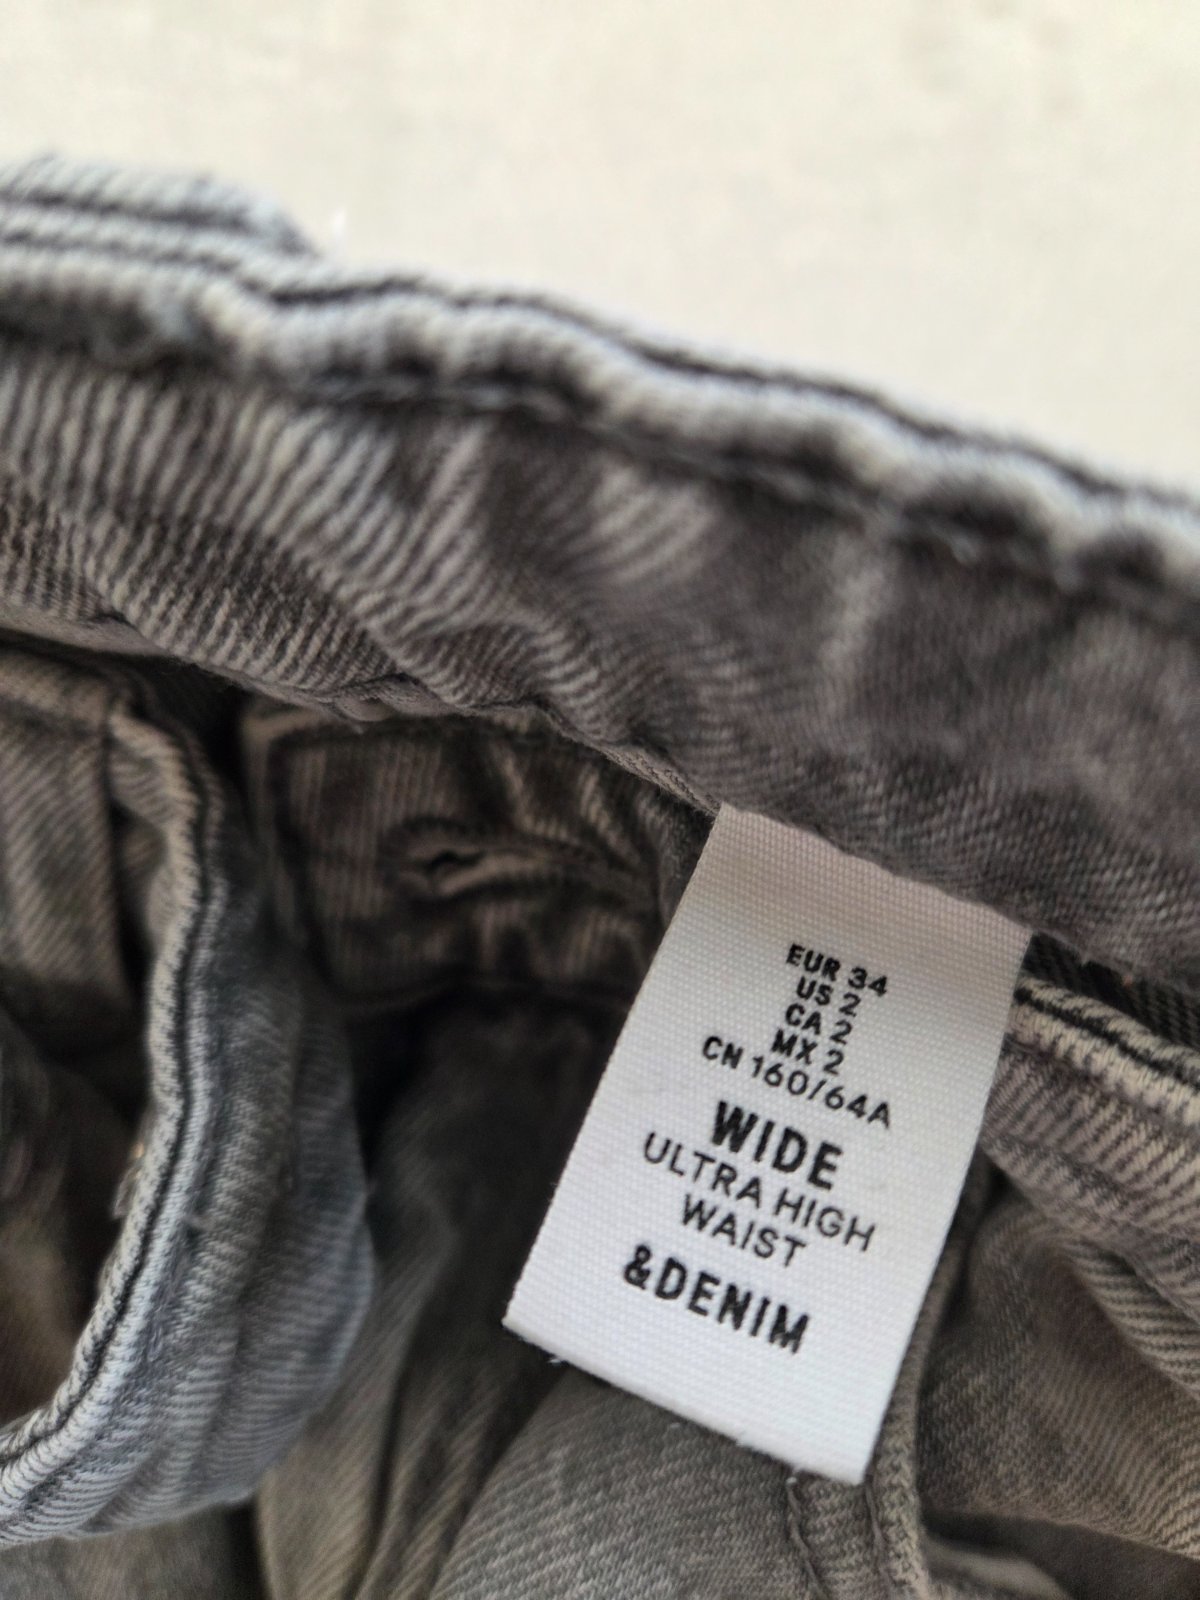 EUR 34
US 2
CA 2
MX 2
CN 160/64A
WIDE
ULTRA HIGH
WAIST
&DENIM